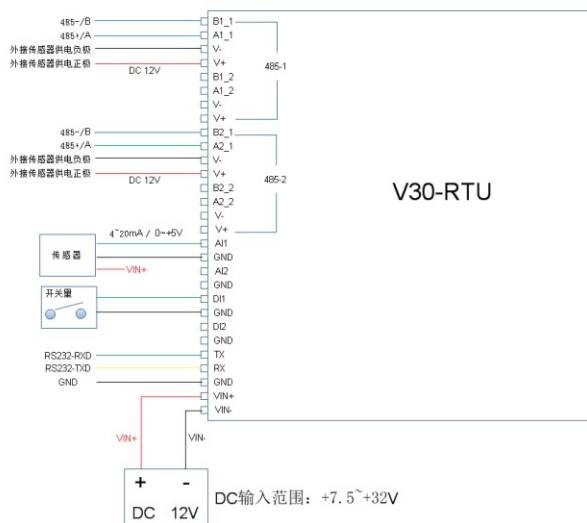 485-/B
B1_1
485+/A
A1_1
外接传感器供电负极
V-
外接传感器供电正极
DC 12V
V+
485-1
B1_2
A1_2
V-
V+
485-/B
B2_1
485+/A
A2_1
外接传感器供电负极
V-
外接传感器供电正极
DC 12V
V+
485-2
B2_2
A2_2
V-
V+
V30-RTU
4~20mA / 0~+5V
AI1
传感器
GND
VIN+
AI2
GND
开关量
DI1
GND
DI2
GND
RS232-RXD
TX
RS232-TXD
RX
GND
GND
VIN+
VIN-
VIN+
VIN-
+ -
DC 12V
DC输入范围：+7.5~+32V